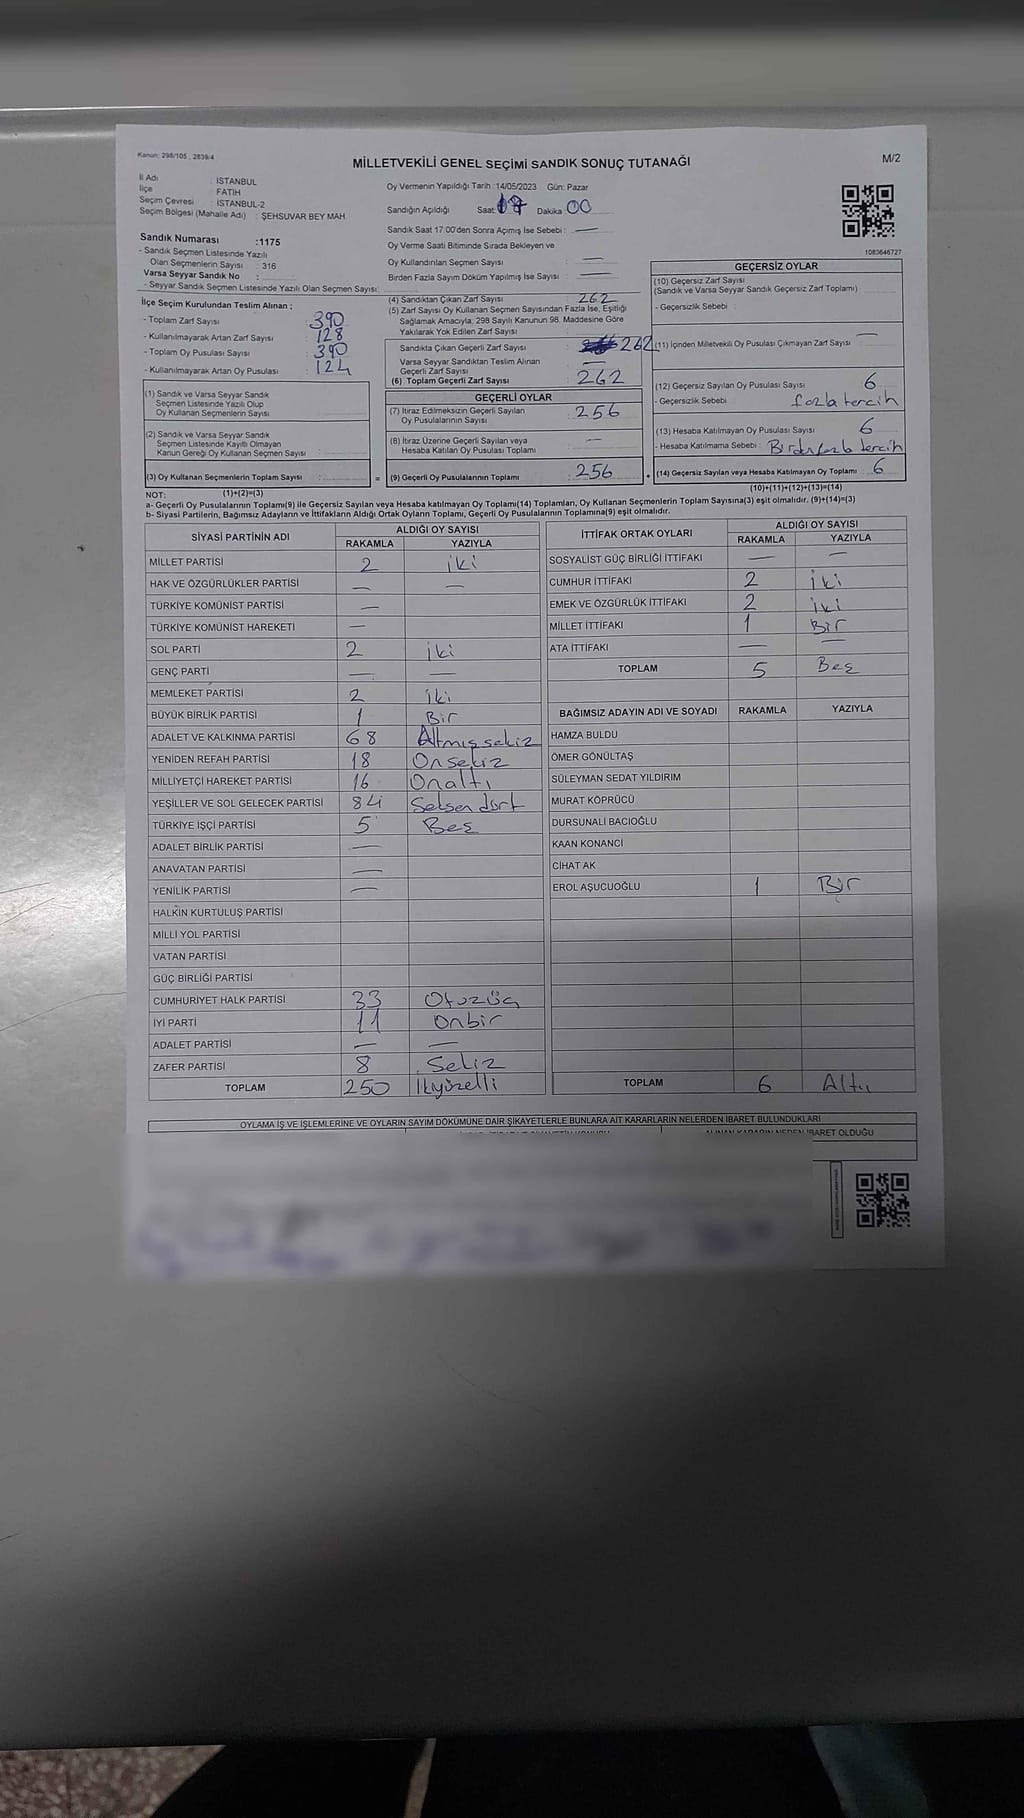 Kanun: 298/105 , 2839/4
MİLLETVEKİLİ GENEL SEÇİMİ SANDIK SONUÇ TUTANAĞI
M/2
İl Adı : İSTANBUL
İlçe : FATİH
Seçim Çevresi : İSTANBUL-2
Seçim Bölgesi (Mahalle Adı) : ŞEHSUVAR BEY MAH.
Oy Vermenin Yapıldığı Tarih :14/05/2023 Gün: Pazar
Sandığın Açıldığı Saat: 17 Dakika: 00
Sandık Saat 17:00'den Sonra Açımış İse Sebebi : —
Oy Verme Saati Bitiminde Sırada Bekleyen ve
Oy Kullandırılan Seçmen Sayısı : —
Birden Fazla Sayım Döküm Yapılmış İse Sayısı : —
Sandık Numarası :1175
- Sandık Seçmen Listesinde Yazılı
Olan Seçmenlerin Sayısı : 316
Varsa Seyyar Sandık No :
- Seyyar Sandık Seçmen Listesinde Yazılı Olan Seçmen Sayısı:
1083646727
İlçe Seçim Kurulundan Teslim Alınan ;
- Toplam Zarf Sayısı : 390
- Kullanılmayarak Artan Zarf Sayısı : 128
- Toplam Oy Pusulası Sayısı : 390
- Kullanılmayarak Artan Oy Pusulası : 124
(4) Sandıktan Çıkan Zarf Sayısı : 262
(5) Zarf Sayısı Oy Kullanan Seçmen Sayısından Fazla İse, Eşitliği
Sağlamak Amacıyla; 298 Sayılı Kanunun 98. Maddesine Göre
Yakılarak Yok Edilen Zarf Sayısı :
Sandıkta Çıkan Geçerli Zarf Sayısı : 262
Varsa Seyyar Sandıktan Teslim Alınan
Geçerli Zarf Sayısı :
(6) Toplam Geçerli Zarf Sayısı : 262
GEÇERSİZ OYLAR
(10) Geçersiz Zarf Sayısı
(Sandık ve Varsa Seyyar Sandık Geçersiz Zarf Toplamı) :
- Geçersizlik Sebebi :
(11) İçinden Milletvekili Oy Pusulası Çıkmayan Zarf Sayısı : —
(12) Geçersiz Sayılan Oy Pusulası Sayısı : 6
- Geçersizlik Sebebi : fazla tercih
(13) Hesaba Katılmayan Oy Pusulası Sayısı : 6
- Hesaba Katılmama Sebebi : Birden fazla tercih
(14) Geçersiz Sayılan veya Hesaba Katılmayan Oy Toplamı : 6
(10)+(11)+(12)+(13)=(14)
(1) Sandık ve Varsa Seyyar Sandık
Seçmen Listesinde Yazılı Olup
Oy Kullanan Seçmenlerin Sayısı :
(2) Sandık ve Varsa Seyyar Sandık
Seçmen Listesinde Kayıtlı Olmayan
Kanun Gereği Oy Kullanan Seçmen Sayısı :
(3) Oy Kullanan Seçmenlerin Toplam Sayısı :
(1)+(2)=(3)
GEÇERLİ OYLAR
(7) İtiraz Edilmeksizin Geçerli Sayılan
Oy Pusulalarının Sayısı : 256
(8) İtiraz Üzerine Geçerli Sayılan veya
Hesaba Katılan Oy Pusulası Toplamı : —
(9) Geçerli Oy Pusulalarının Toplamı : 256
NOT:
a- Geçerli Oy Pusulalarının Toplamı(9) ile Geçersiz Sayılan veya Hesaba katılmayan Oy Toplamı(14) Toplamları, Oy Kullanan Seçmenlerin Toplam Sayısına(3) eşit olmalıdır. (9)+(14)=(3)
b- Siyasi Partilerin, Bağımsız Adayların ve İttifakların Aldığı Ortak Oyların Toplamı, Geçerli Oy Pusulalarının Toplamına(9) eşit olmalıdır.
SİYASİ PARTİNİN ADI ALDIĞI OY SAYISI
RAKAMLA YAZIYLA
MİLLET PARTİSİ 2 iki
HAK VE ÖZGÜRLÜKLER PARTİSİ — —
TÜRKİYE KOMÜNİST PARTİSİ —
TÜRKİYE KOMÜNİST HAREKETİ —
SOL PARTİ 2 iki
GENÇ PARTİ — —
MEMLEKET PARTİSİ 2 iki
BÜYÜK BİRLİK PARTİSİ 1 Bir
ADALET VE KALKINMA PARTİSİ 68 Altmışsekiz
YENİDEN REFAH PARTİSİ 18 Onsekiz
MİLLİYETÇİ HAREKET PARTİSİ 16 Onaltı
YEŞİLLER VE SOL GELECEK PARTİSİ 84 Seksen dört
TÜRKİYE İŞÇİ PARTİSİ 5 Beş
ADALET BİRLİK PARTİSİ —
ANAVATAN PARTİSİ —
YENİLİK PARTİSİ —
HALKIN KURTULUŞ PARTİSİ
MİLLİ YOL PARTİSİ
VATAN PARTİSİ
GÜÇ BİRLİĞİ PARTİSİ
CUMHURİYET HALK PARTİSİ 33 Otuzüç
İYİ PARTİ 11 Onbir
ADALET PARTİSİ — —
ZAFER PARTİSİ 8 Sekiz
TOPLAM 250 İkiyüzelli
İTTİFAK ORTAK OYLARI ALDIĞI OY SAYISI
RAKAMLA YAZIYLA
SOSYALİST GÜÇ BİRLİĞİ İTTİFAKI — —
CUMHUR İTTİFAKI 2 iki
EMEK VE ÖZGÜRLÜK İTTİFAKI 2 iki
MİLLET İTTİFAKI 1 Bir
ATA İTTİFAKI — —
TOPLAM 5 Beş
BAĞIMSIZ ADAYIN ADI VE SOYADI RAKAMLA YAZIYLA
HAMZA BULDU
ÖMER GÖNÜLTAŞ
SÜLEYMAN SEDAT YILDIRIM
MURAT KÖPRÜCÜ
DURSUNALİ BACIOĞLU
KAAN KONANCİ
CİHAT AK
EROL AŞUCUOĞLU 1 Bir
TOPLAM 6 Altı
OYLAMA İŞ VE İŞLEMLERİNE VE OYLARIN SAYIM DÖKÜMÜNE DAİR ŞİKAYETLERLE BUNLARA AİT KARARLARIN NELERDEN İBARET BULUNDUKLARI
ALINAN KARARIN NEDEN İBARET OLDUĞU